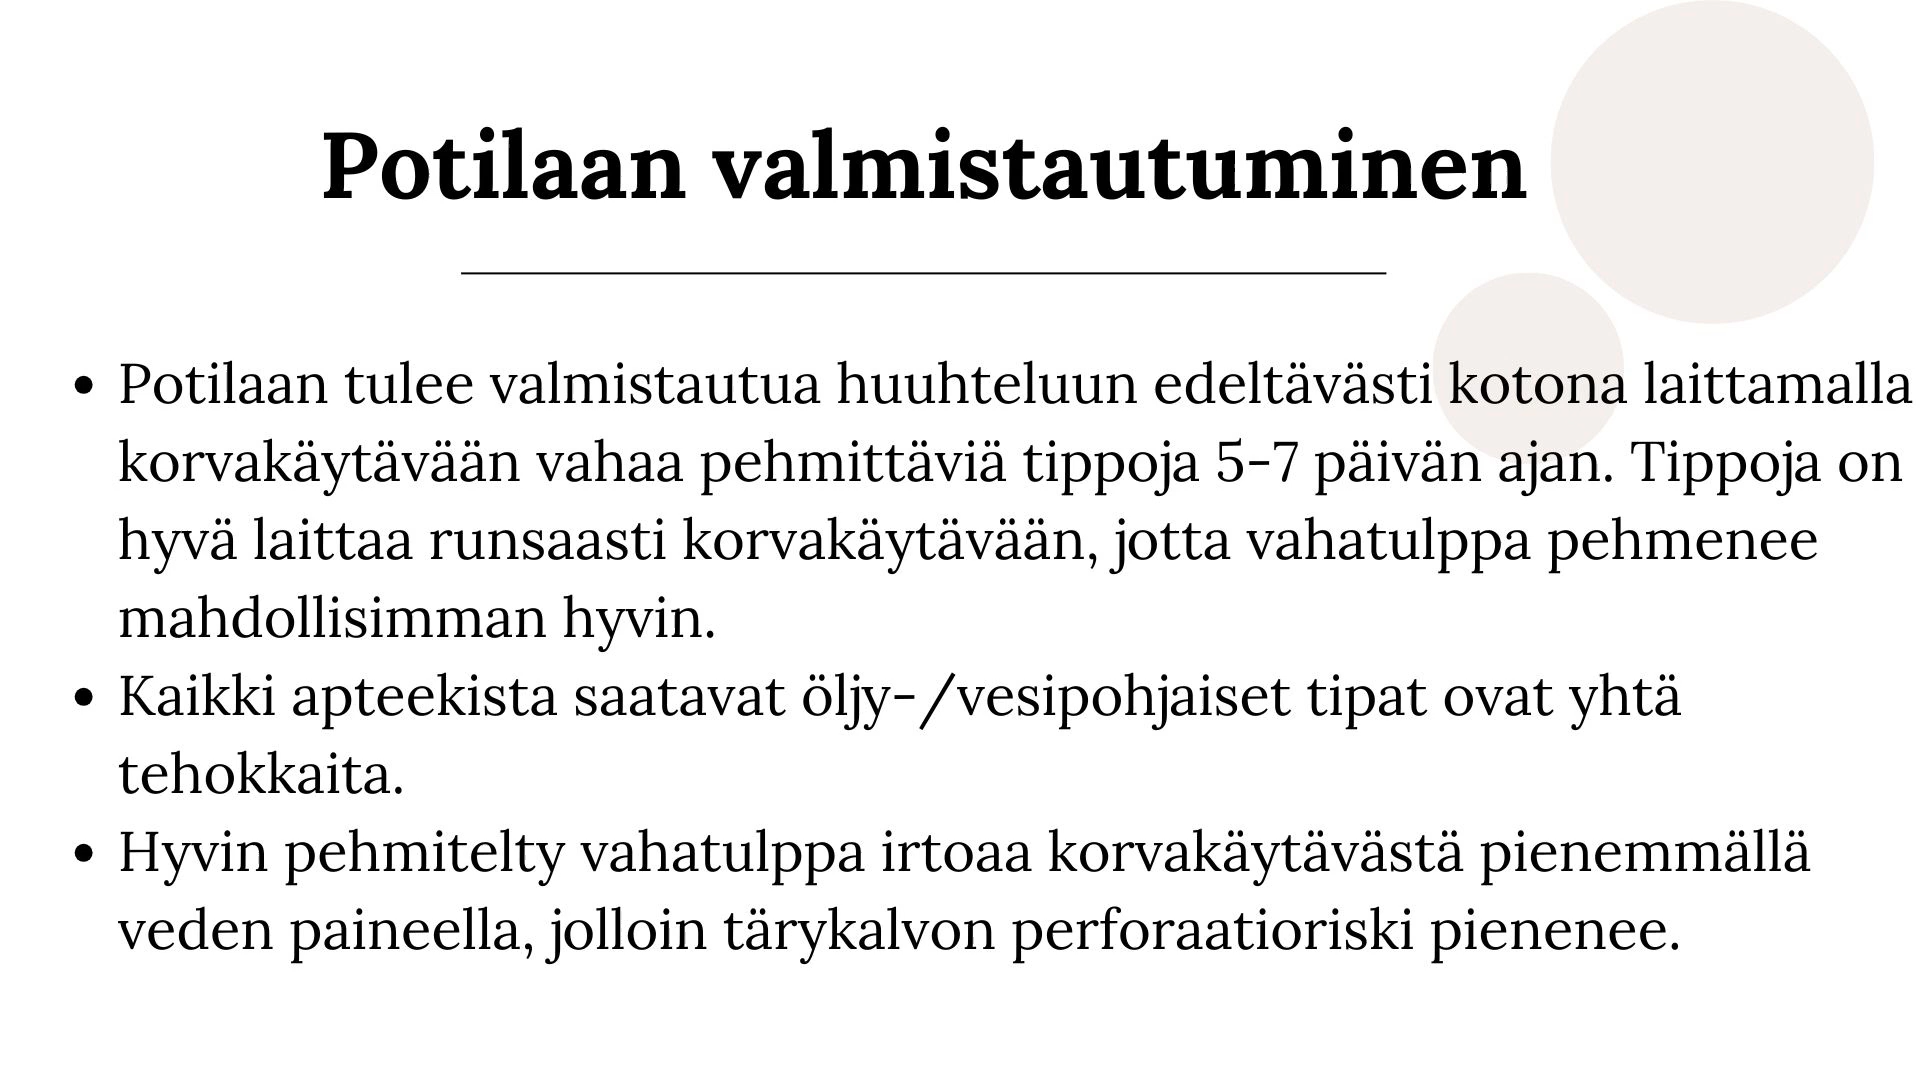 Potilaan valmistautuminen
• Potilaan tulee valmistautua huuhteluun edeltävästi kotona laittamalla
korvakäytävään vahaa pehmittäviä tippoja 5-7 päivän ajan. Tippoja on
hyvä laittaa runsaasti korvakäytävään, jotta vahatulppa pehmenee
mahdollisimman hyvin.
• Kaikki apteekista saatavat öljy-/vesipohjaiset tipat ovat yhtä
tehokkaita.
• Hyvin pehmitelty vahatulppa irtoaa korvakäytävästä pienemmällä
veden paineella, jolloin tärykalvon perforaatioriski pienenee.